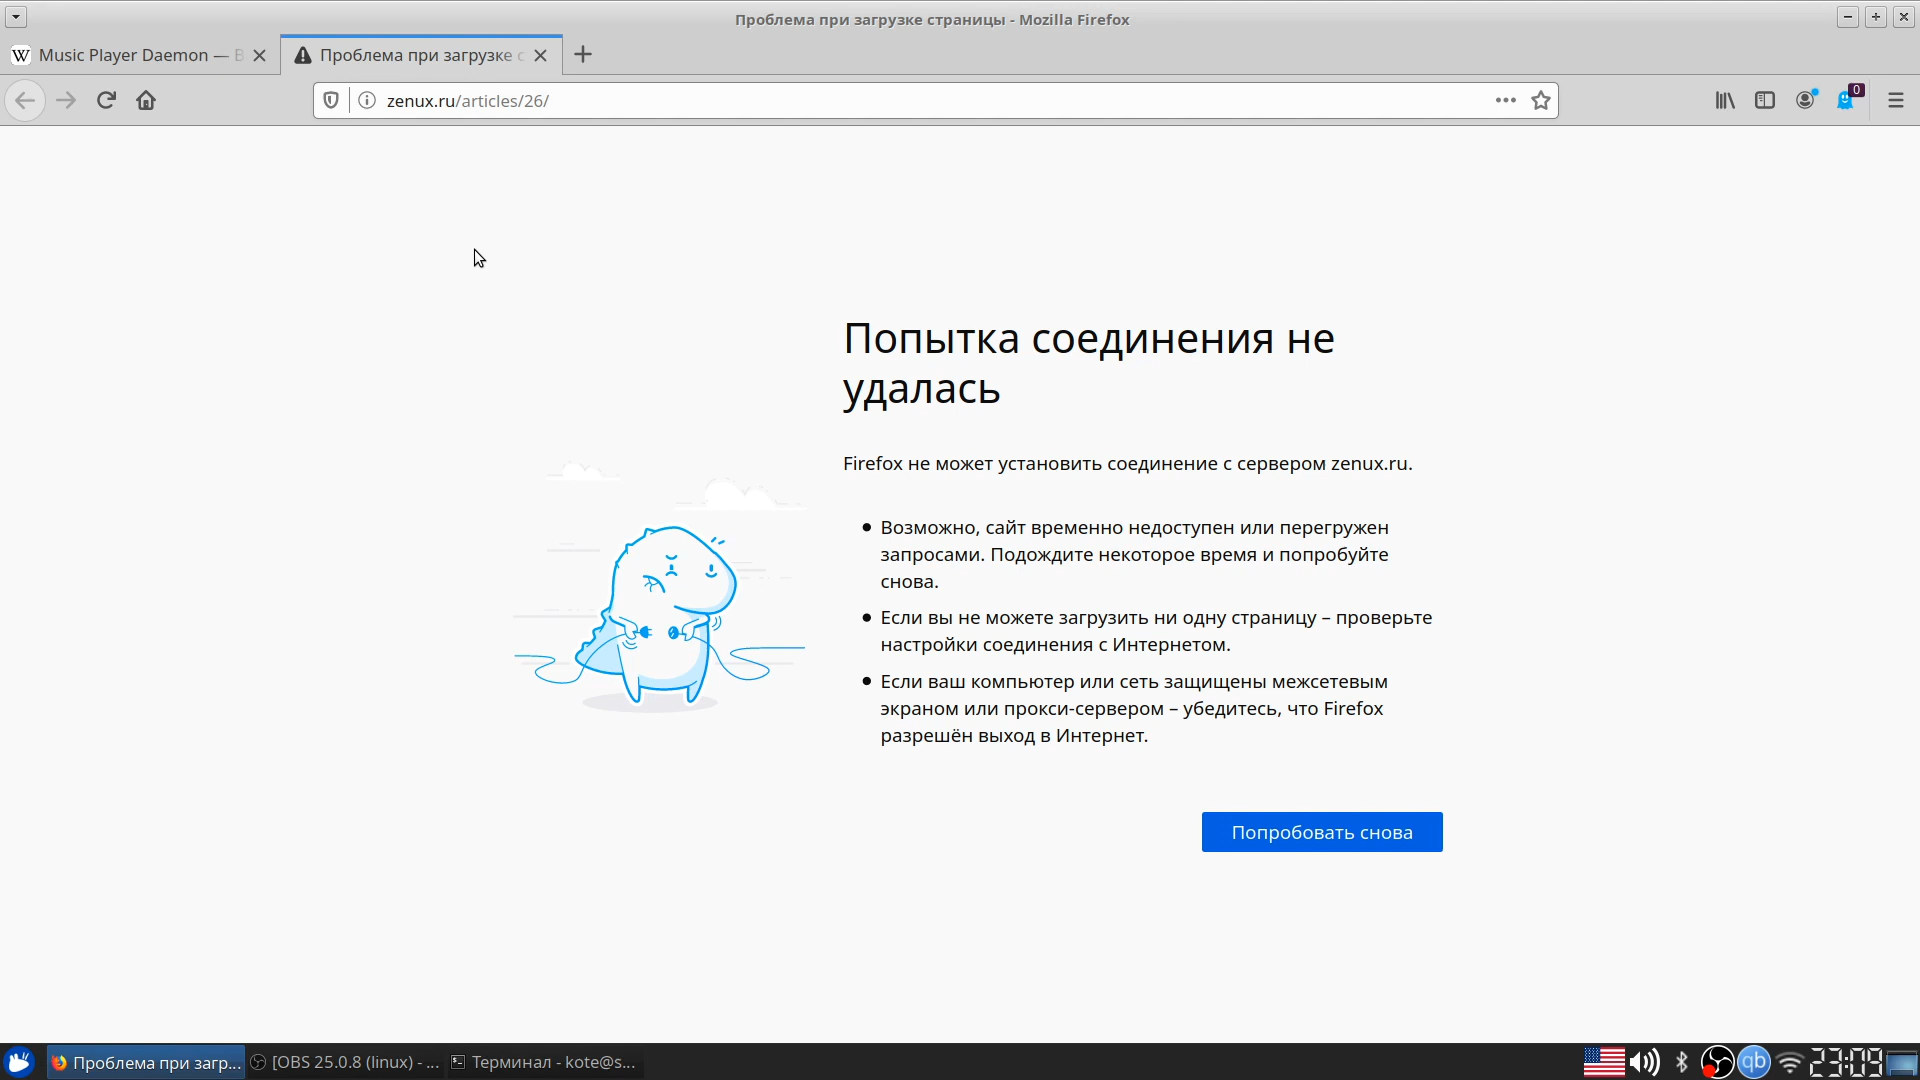 Проблема при загрузке страницы - Mozilla Firefox
W Music Player Daemon —
Проблема при загрузке с
zenux.ru/articles/26/
0
Попытка соединения не
удалась
Firefox не может установить соединение с сервером zenux.ru.
Возможно, сайт временно недоступен или перегружен
запросами. Подождите некоторое время и попробуйте
снова.
Если вы не можете загрузить ни одну страницу – проверьте
настройки соединения с Интернетом.
Если ваш компьютер или сеть защищены межсетевым
экраном или прокси-сервером – убедитесь, что Firefox
разрешён выход в Интернет.
Попробовать снова
Проблема при загр...
[OBS 25.0.8 (linux) - ...
Терминал - kote@s...
qb
23:09